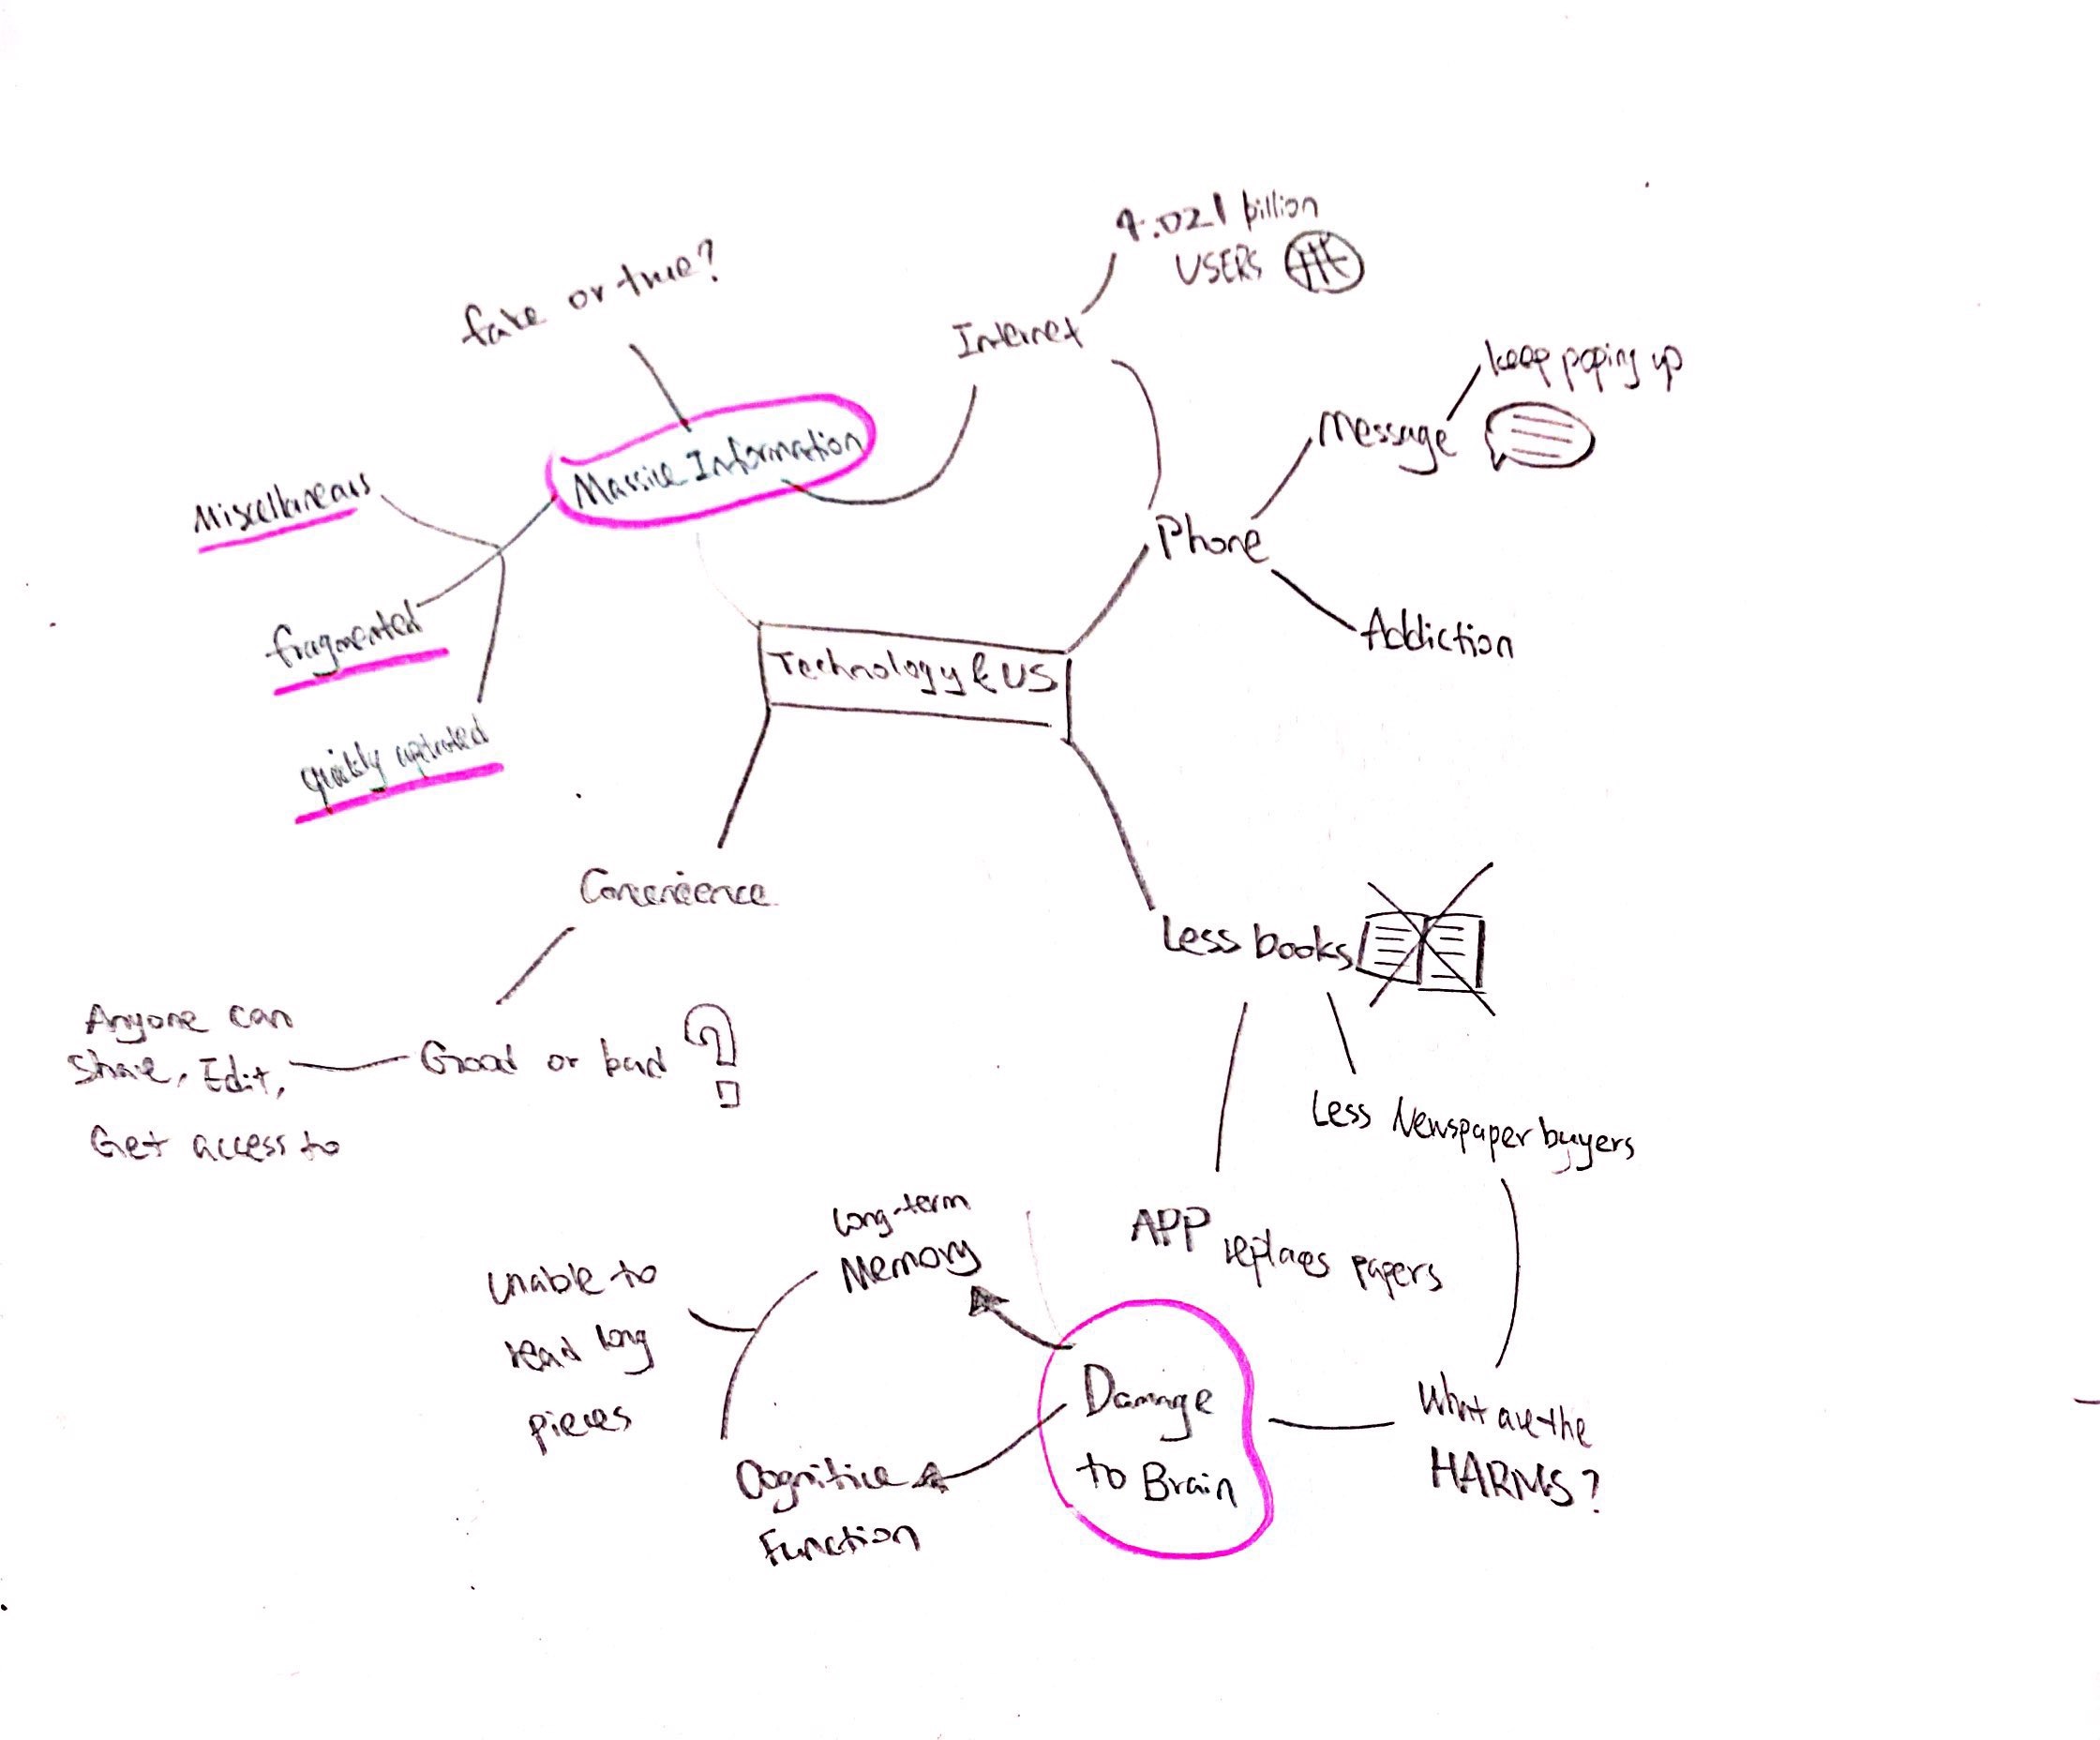 4.021 billion
USERS
fake or true?
Internet
keep poping up
Message
Massive Information
Miscellaneous
Phone
fragmented
Addiction
Technology & US
quickly updated
Convenience
Less books
Anyone can
share, Edit,
Get access to
Good or bad ?
Less Newspaper buyers
long-term
Memory
APP replaces papers
unable to
read long
pieces
Damage
to Brain
What are the
HARMS?
Cognitive
Function